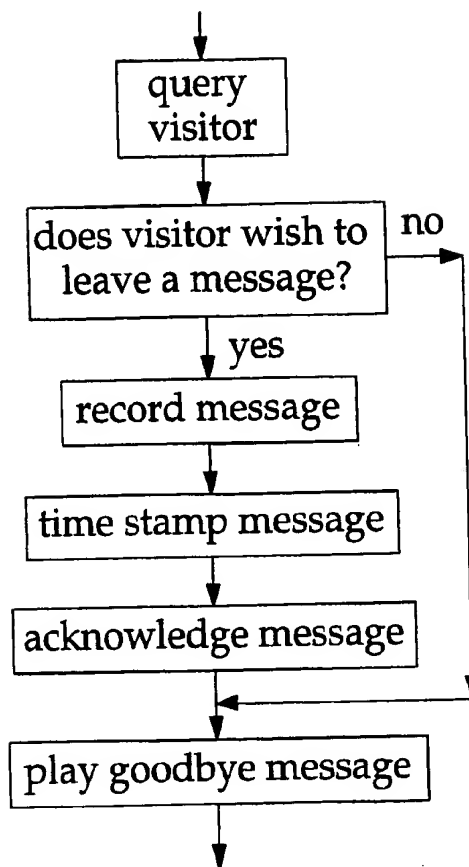 query
visitor
does visitor wish to
leave a message?
no
yes
record message
time stamp message
acknowledge message
play goodbye message